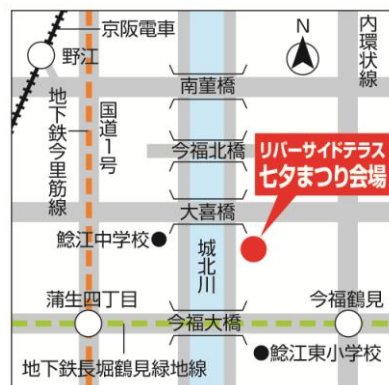 京阪電車
N
野江
内環状線
南菫橋
国道1号
地下鉄今里筋線
今福北橋
リバーサイドテラス
七夕まつり会場
大喜橋
鯰江中学校
城北川
蒲生四丁目
今福鶴見
今福大橋
鯰江東小学校
地下鉄長堀鶴見緑地線